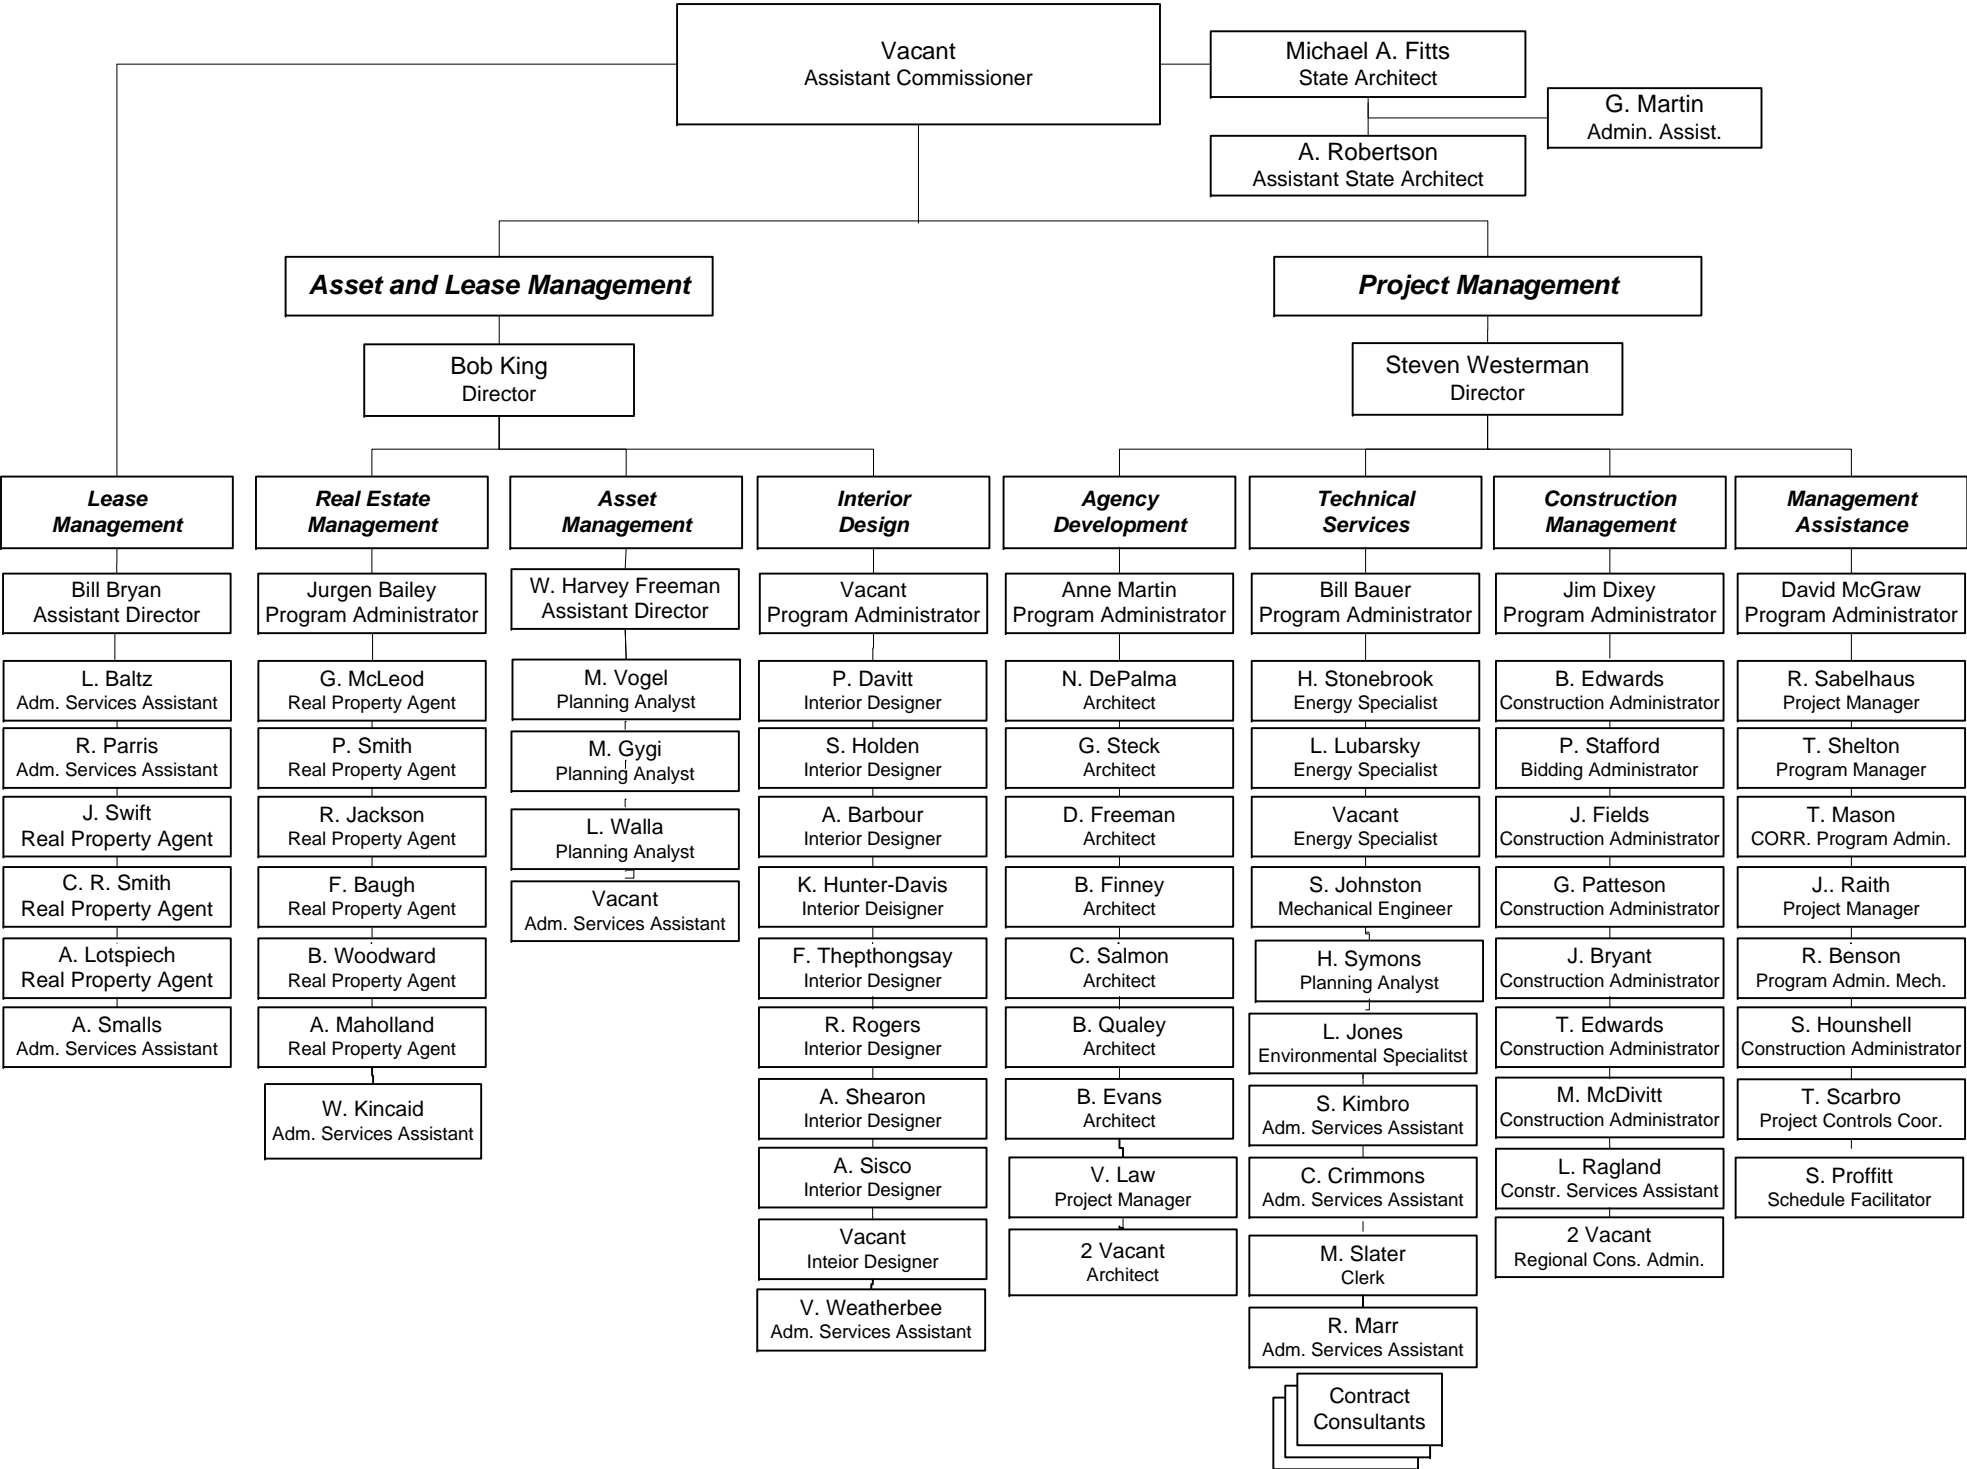 Vacant
Assistant Commissioner
Michael A. Fitts
State Architect
G. Martin
Admin. Assist.
A. Robertson
Assistant State Architect
Asset and Lease Management
Project Management
Bob King
Director
Steven Westerman
Director
Lease
Management
Bill Bryan
Assistant Director
L. Baltz
Adm. Services Assistant
R. Parris
Adm. Services Assistant
J. Swift
Real Property Agent
C. R. Smith
Real Property Agent
A. Lotspiech
Real Property Agent
A. Smalls
Adm. Services Assistant
Real Estate
Management
Jurgen Bailey
Program Administrator
G. McLeod
Real Property Agent
P. Smith
Real Property Agent
R. Jackson
Real Property Agent
F. Baugh
Real Property Agent
B. Woodward
Real Property Agent
A. Maholland
Real Property Agent
W. Kincaid
Adm. Services Assistant
Asset
Management
W. Harvey Freeman
Assistant Director
M. Vogel
Planning Analyst
M. Gygi
Planning Analyst
L. Walla
Planning Analyst
Vacant
Adm. Services Assistant
Interior
Design
Vacant
Program Administrator
P. Davitt
Interior Designer
S. Holden
Interior Designer
A. Barbour
Interior Designer
K. Hunter-Davis
Interior Deisigner
F. Thepthongsay
Interior Designer
R. Rogers
Interior Designer
A. Shearon
Interior Designer
A. Sisco
Interior Designer
Vacant
Inteior Designer
V. Weatherbee
Adm. Services Assistant
Agency
Development
Anne Martin
Program Administrator
N. DePalma
Architect
G. Steck
Architect
D. Freeman
Architect
B. Finney
Architect
C. Salmon
Architect
B. Qualey
Architect
B. Evans
Architect
V. Law
Project Manager
2 Vacant
Architect
Technical
Services
Bill Bauer
Program Administrator
H. Stonebrook
Energy Specialist
L. Lubarsky
Energy Specialist
Vacant
Energy Specialist
S. Johnston
Mechanical Engineer
H. Symons
Planning Analyst
L. Jones
Environmental Specialitst
S. Kimbro
Adm. Services Assistant
C. Crimmons
Adm. Services Assistant
M. Slater
Clerk
R. Marr
Adm. Services Assistant
Contract
Consultants
Construction
Management
Jim Dixey
Program Administrator
B. Edwards
Construction Administrator
P. Stafford
Bidding Administrator
J. Fields
Construction Administrator
G. Patteson
Construction Administrator
J. Bryant
Construction Administrator
T. Edwards
Construction Administrator
M. McDivitt
Construction Administrator
L. Ragland
Constr. Services Assistant
2 Vacant
Regional Cons. Admin.
Management
Assistance
David McGraw
Program Administrator
R. Sabelhaus
Project Manager
T. Shelton
Program Manager
T. Mason
CORR. Program Admin.
J.. Raith
Project Manager
R. Benson
Program Admin. Mech.
S. Hounshell
Construction Administrator
T. Scarbro
Project Controls Coor.
S. Proffitt
Schedule Facilitator